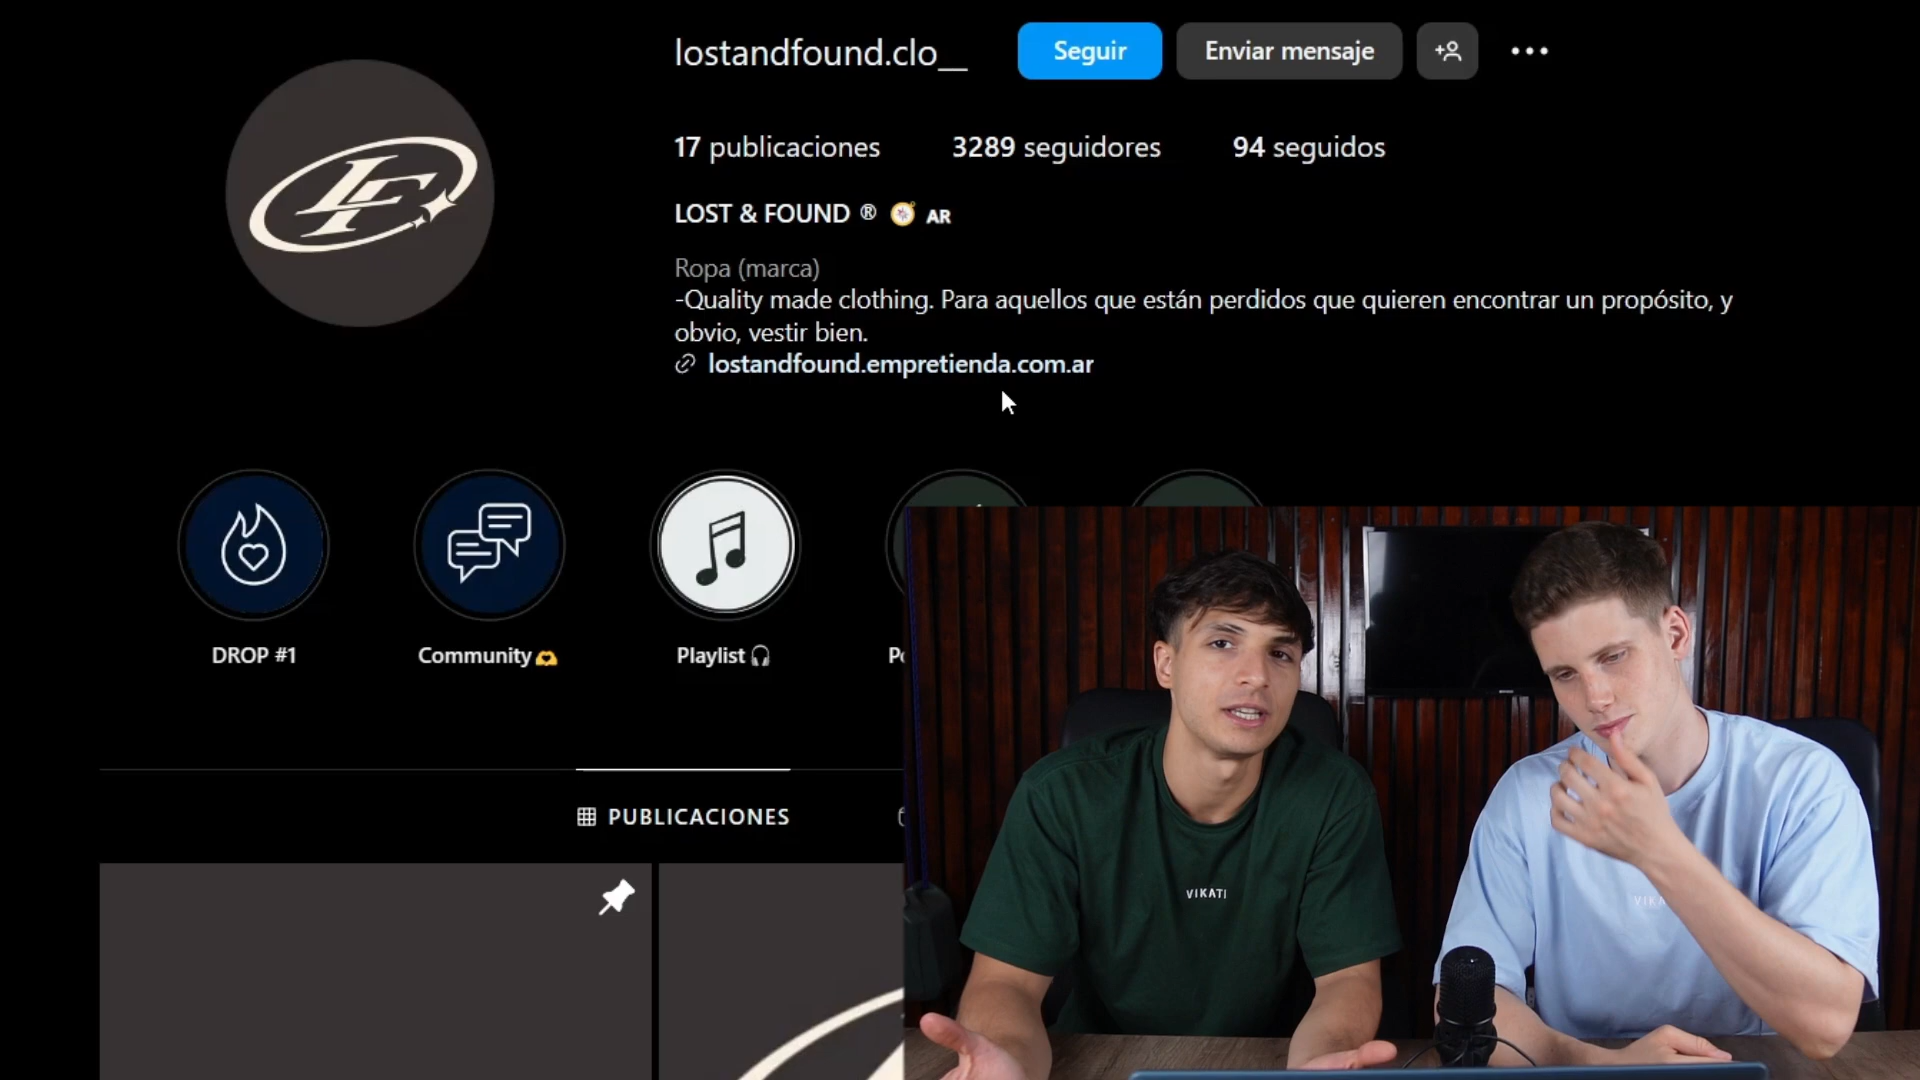 lostandfound.clo__ Seguir Enviar mensaje
17 publicaciones 3289 seguidores 94 seguidos
LOST & FOUND ® 🧭 AR
Ropa (marca)
-Quality made clothing. Para aquellos que están perdidos que quieren encontrar un propósito, y
obvio, vestir bien.
lostandfound.empretienda.com.ar
LF
DROP #1 Community🫶 Playlist🎧
PUBLICACIONES
VIKATI